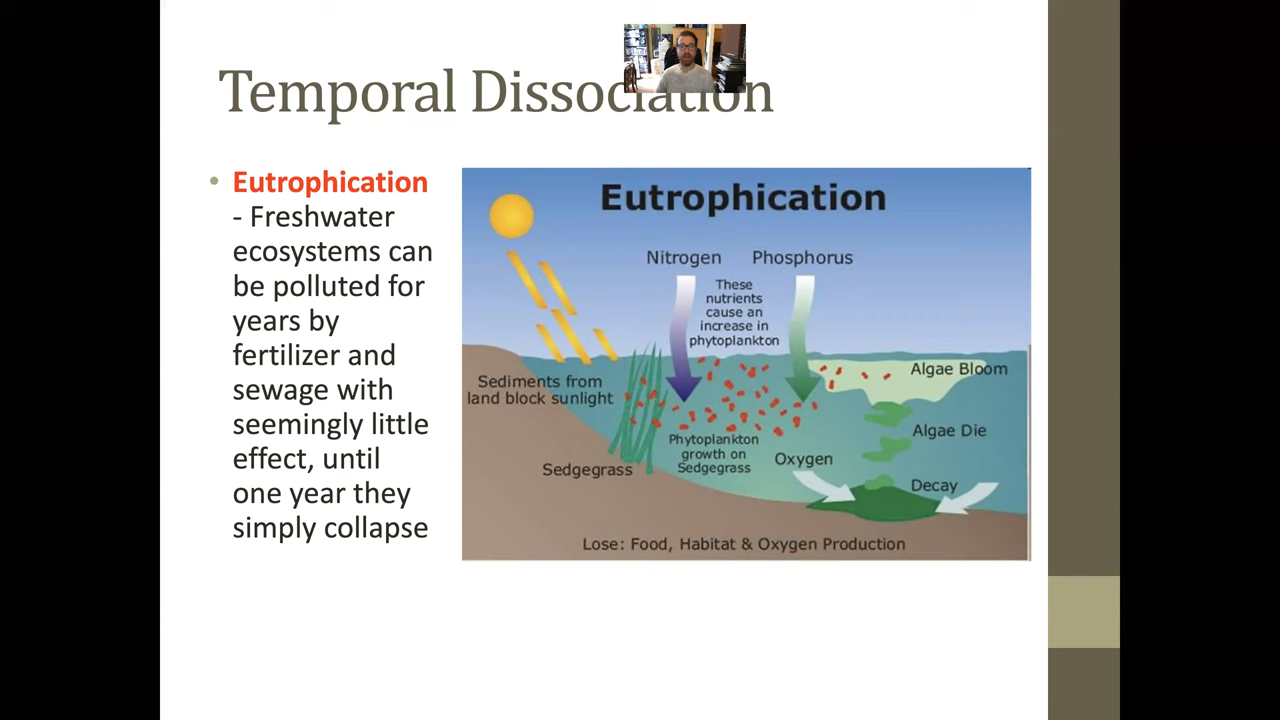 Temporal Dissociation
• Eutrophication
- Freshwater
ecosystems can
be polluted for
years by
fertilizer and
sewage with
seemingly little
effect, until
one year they
simply collapse
Eutrophication
Nitrogen
Phosphorus
These
nutrients
cause an
increase in
phytoplankton
Sediments from
land block sunlight
Algae Bloom
Phytoplankton
growth on
Sedgegrass
Algae Die
Oxygen
Sedgegrass
Decay
Lose: Food, Habitat & Oxygen Production